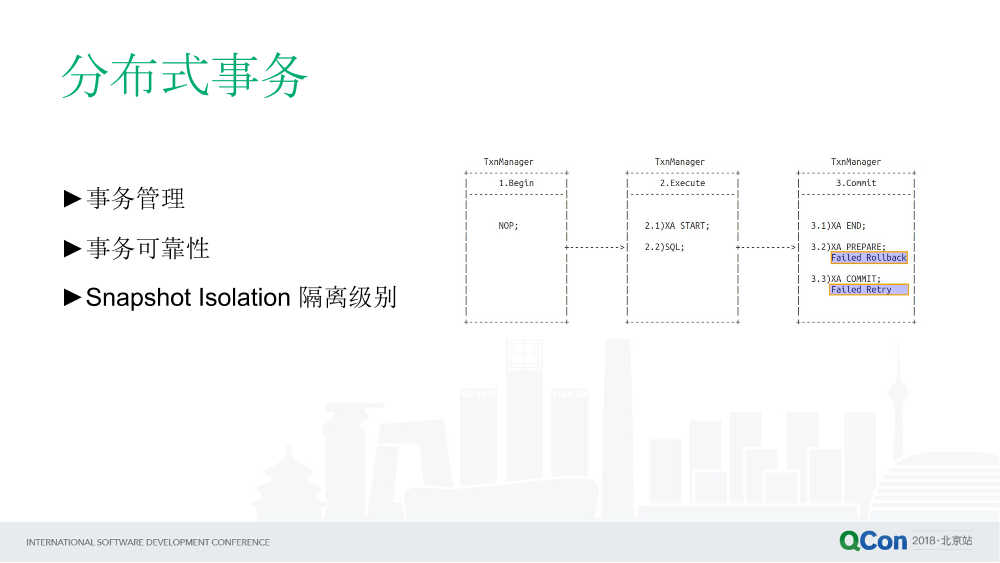 分布式事务
►事务管理
►事务可靠性
►Snapshot Isolation 隔离级别
TxnManager
1.Begin
NOP;
TxnManager
2.Execute
2.1)XA START;
2.2)SQL;
TxnManager
3.Commit
3.1)XA END;
3.2)XA PREPARE;
Failed Rollback
3.3)XA COMMIT;
Failed Retry
INTERNATIONAL SOFTWARE DEVELOPMENT CONFERENCE
QCon 2018·北京站